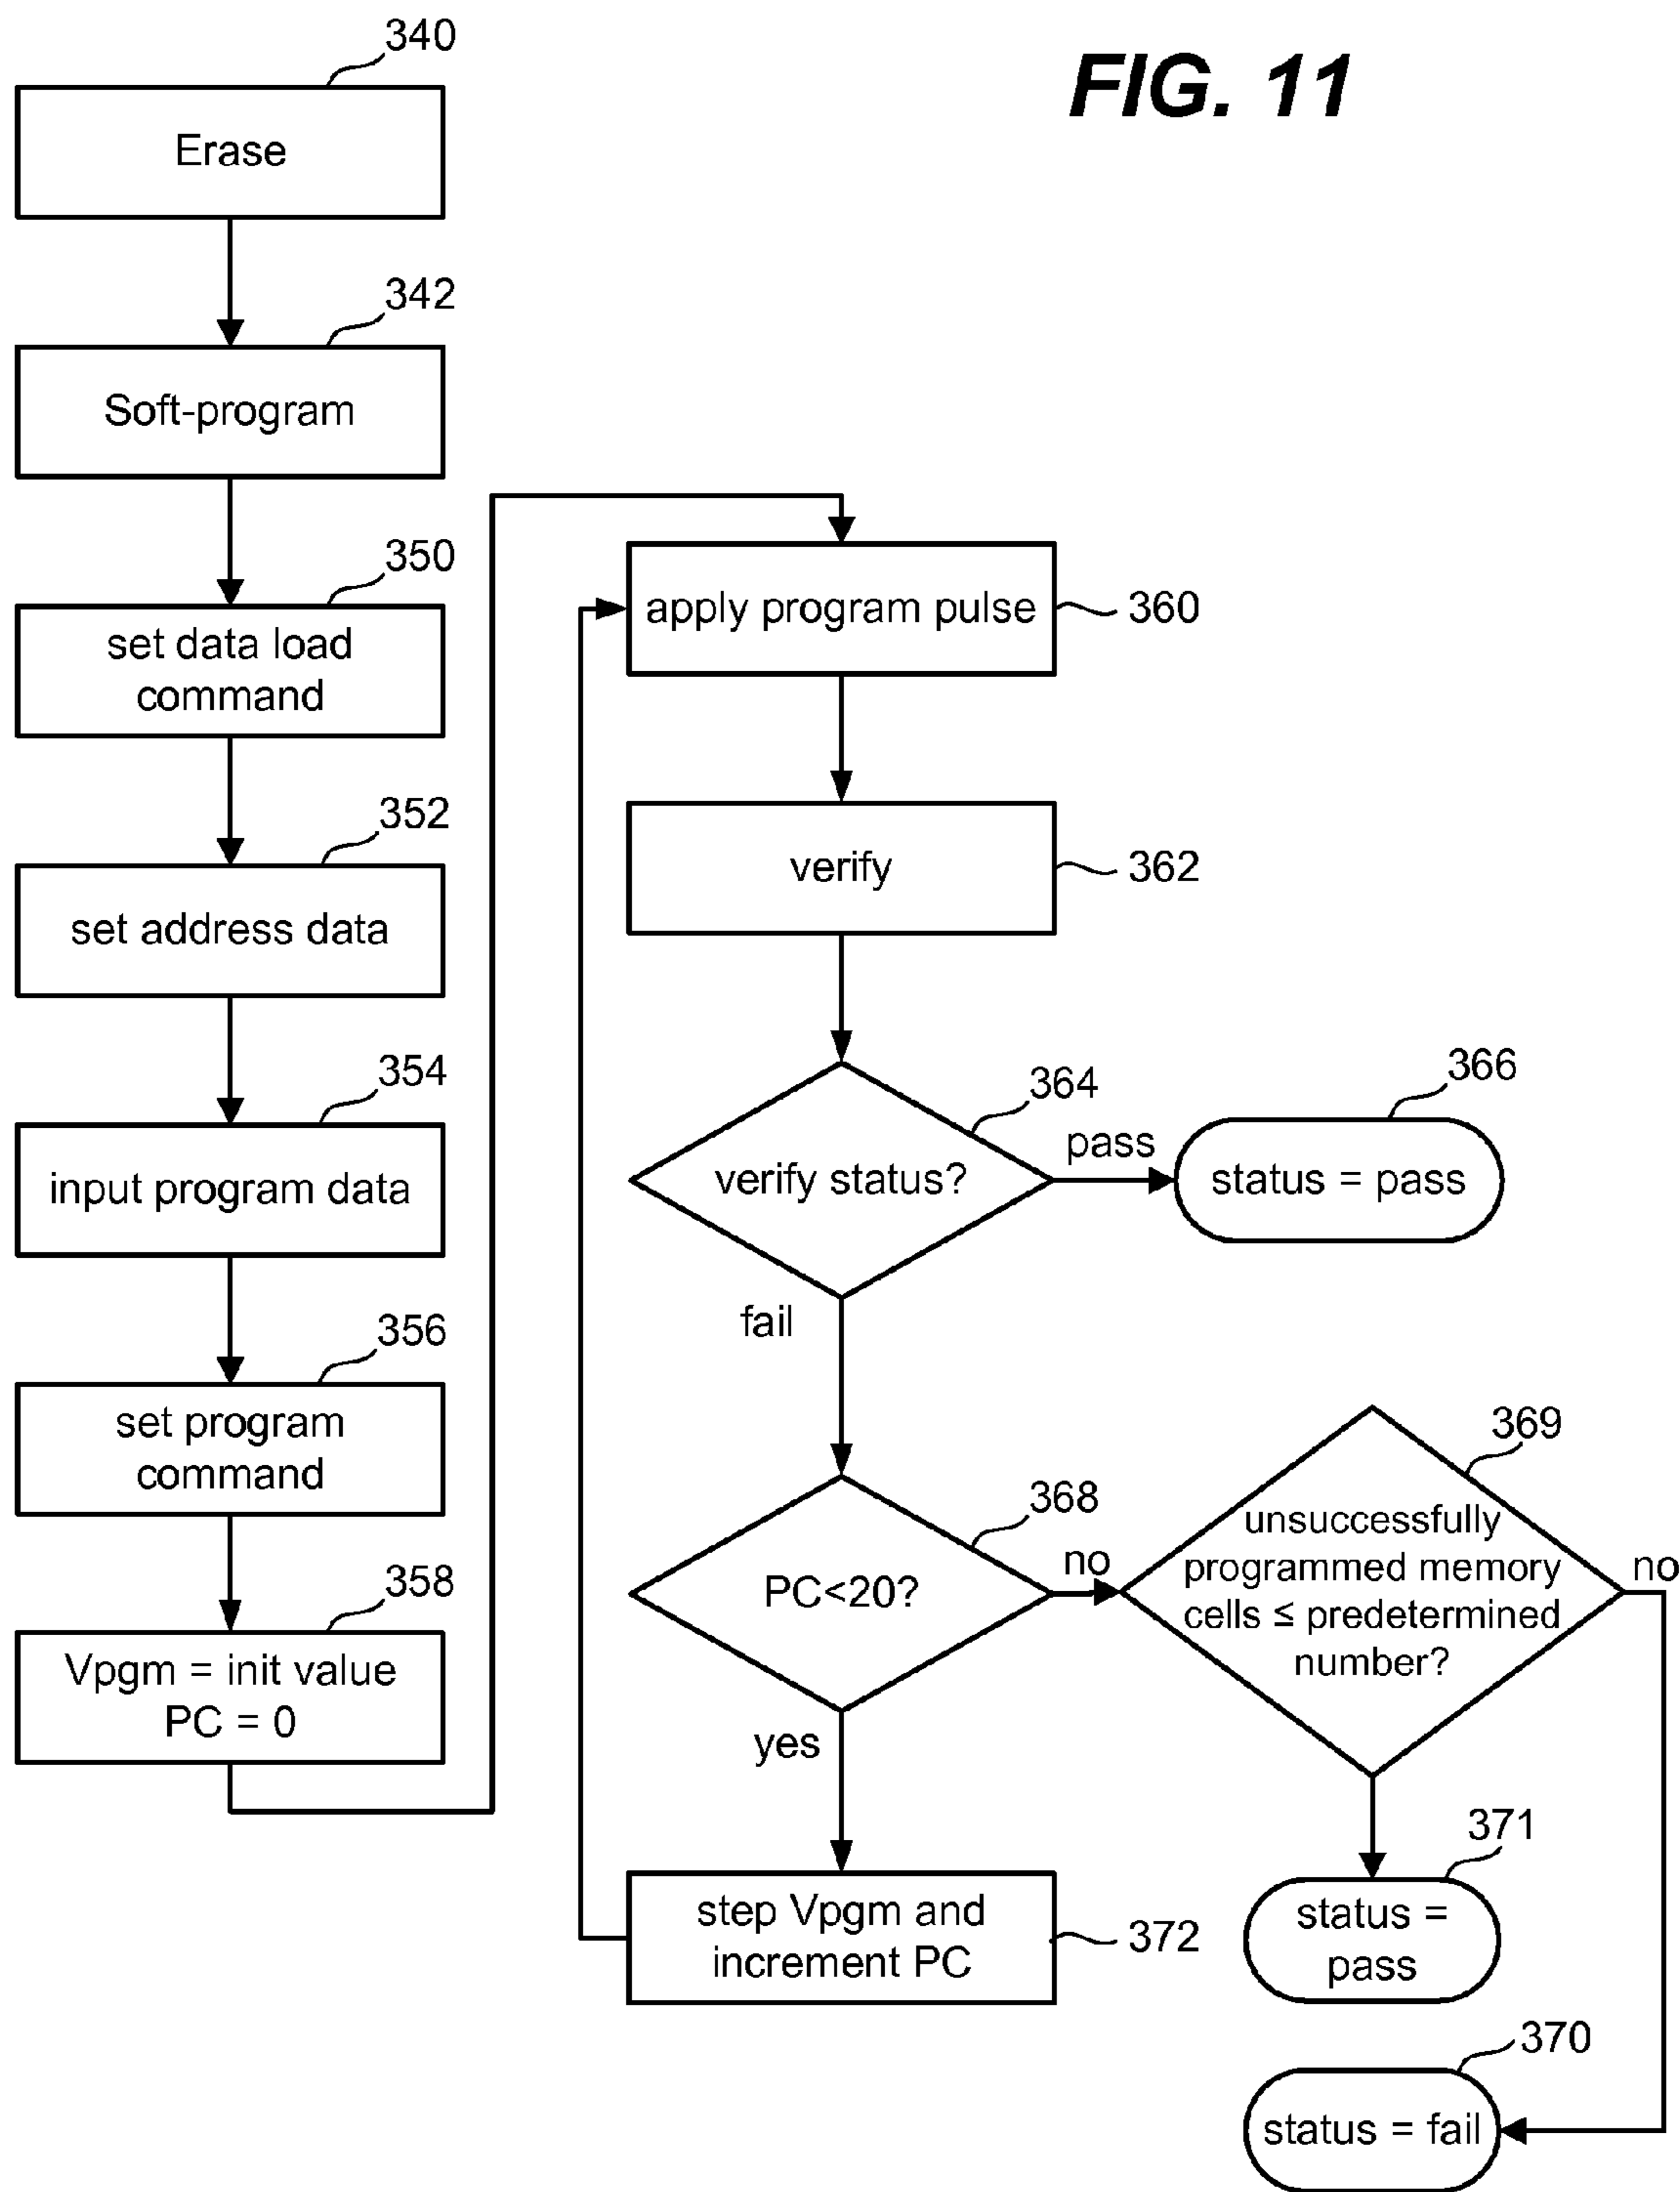 FIG. 11
340
Erase
342
Soft-program
350
set data load
command
352
set address data
354
input program data
356
set program
command
358
Vpgm = init value
PC = 0
apply program pulse
360
verify
362
364
verify status?
pass
366
status = pass
fail
368
PC<20?
no
369
unsuccessfully
programmed memory
cells ≤ predetermined
number?
no
yes
step Vpgm and
increment PC
372
371
status =
pass
370
status = fail